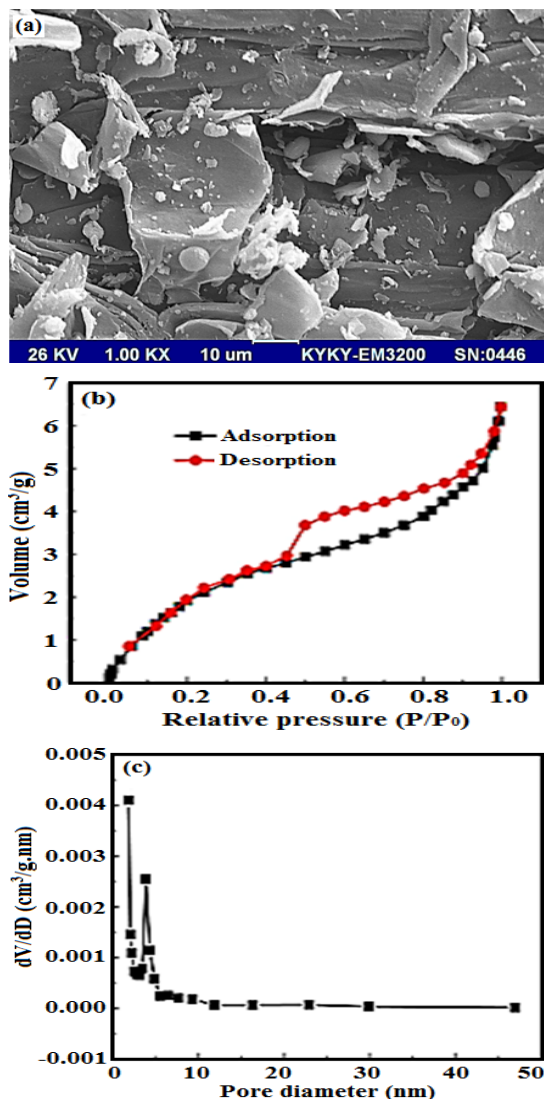 (a)
26 KV 1.00 KX 10 um KYKY-EM3200 SN:0446
(b)
Adsorption
Desorption
Volume (cm³/g)
7
6
5
4
3
2
1
0
0.0 0.2 0.4 0.6 0.8 1.0
Relative pressure (P/P₀)
(c)
dV/dD (cm³/g.nm)
0.005
0.004
0.003
0.002
0.001
0.000
-0.001
0 10 20 30 40 50
Pore diameter (nm)